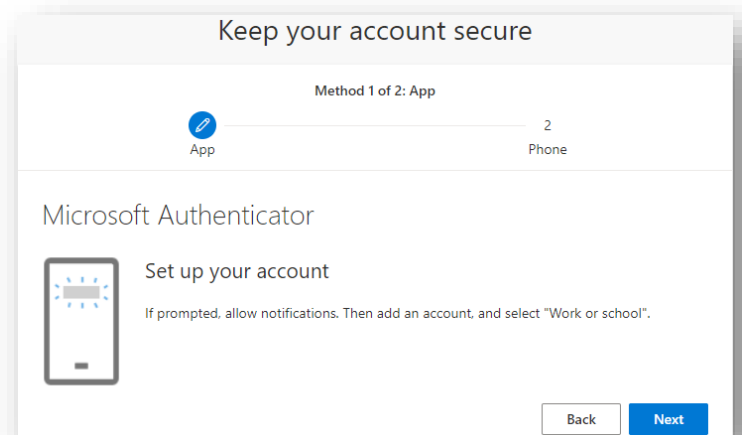 Keep your account secure
Method 1 of 2: App
App
2
Phone
Microsoft Authenticator
Set up your account
If prompted, allow notifications. Then add an account, and select "Work or school".
Back Next